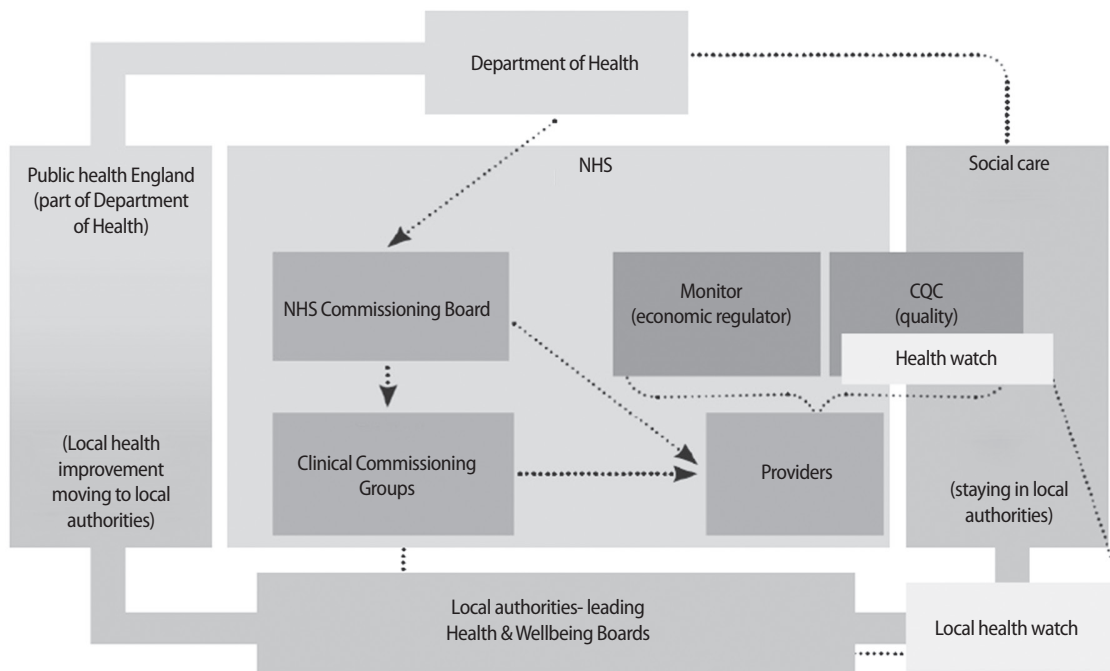 Department of Health
Public health England
(part of Department
of Health)
NHS
Social care
NHS Commissioning Board
Monitor
(economic regulator)
CQC
(quality)
Health watch
Clinical Commissioning
Groups
Providers
(Local health
improvement
moving to local
authorities)
(staying in local
authorities)
Local authorities- leading
Health & Wellbeing Boards
Local health watch